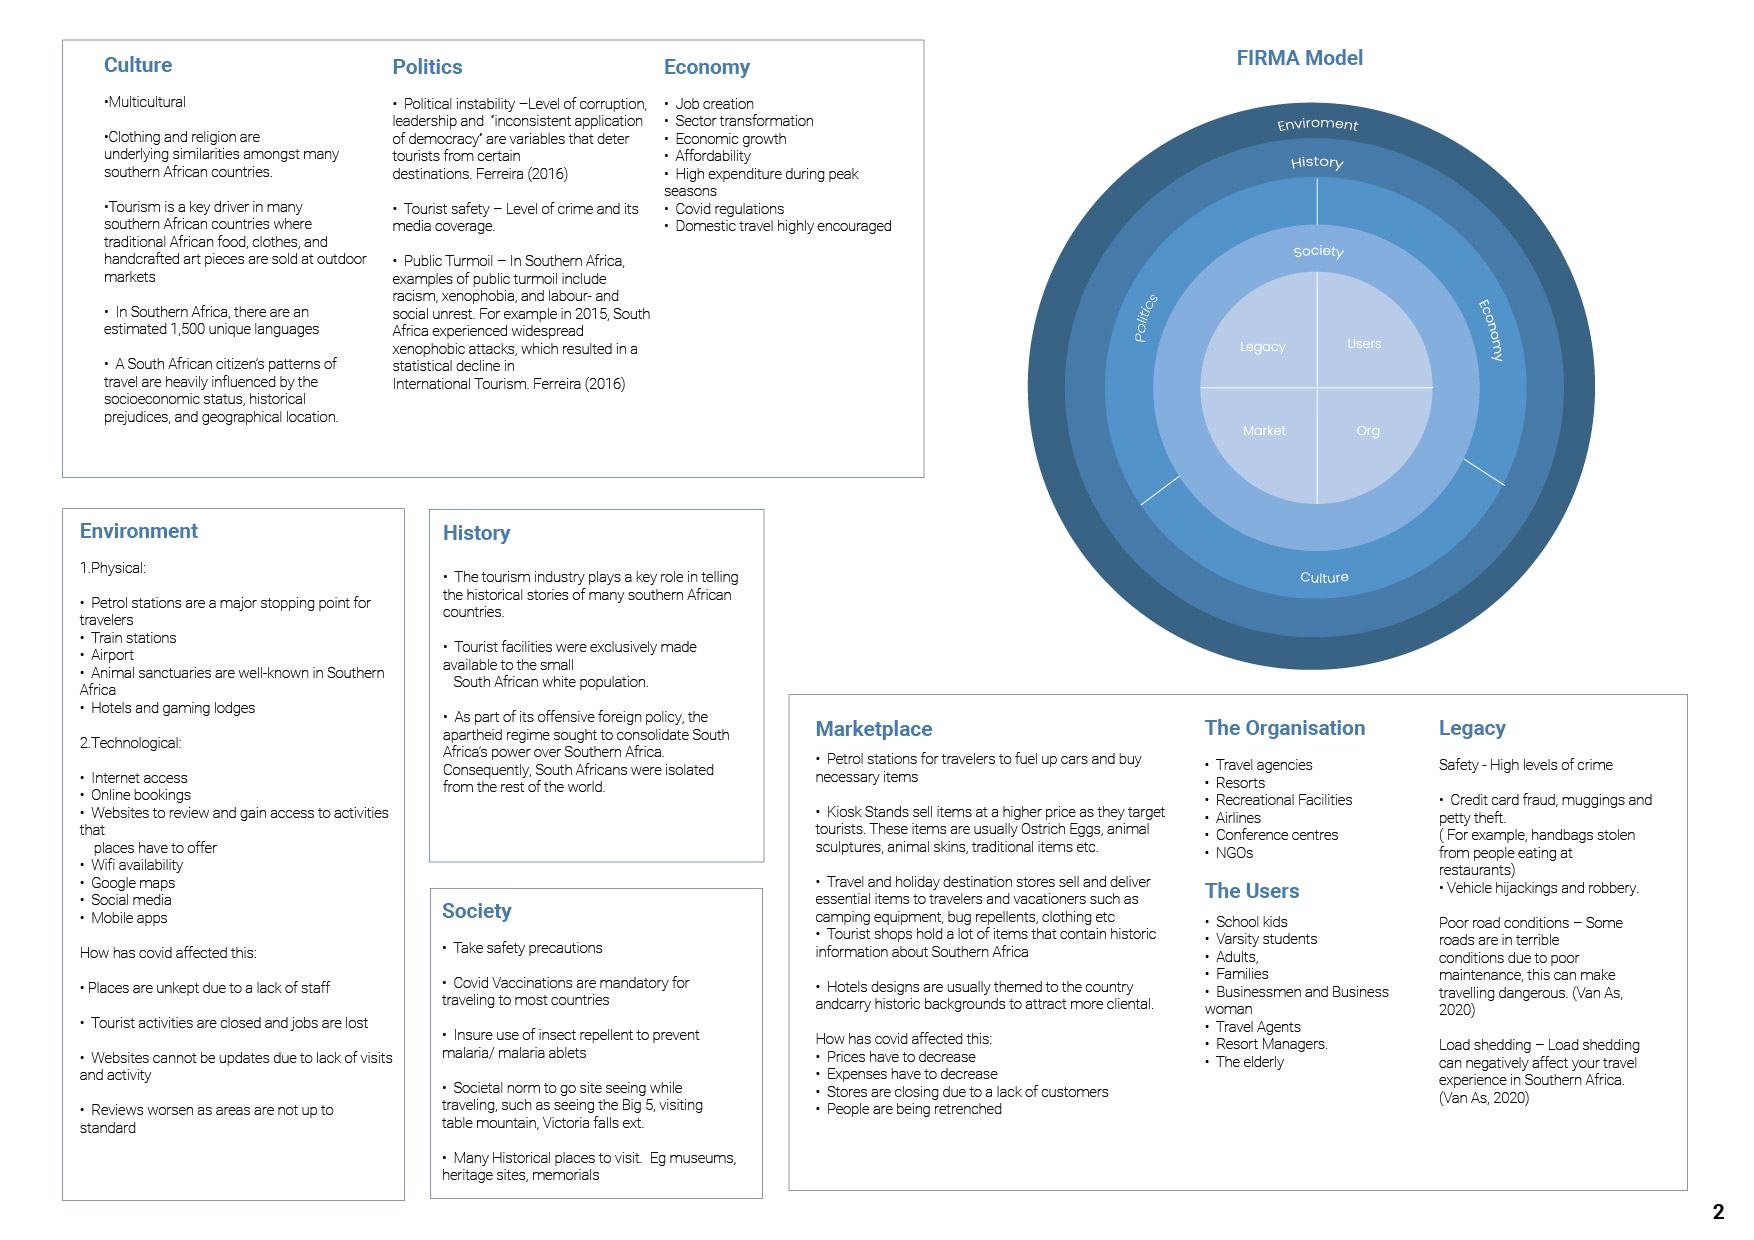 Culture
•Multicultural
•Clothing and religion are
underlying similarities amongst many
southern African countries.
•Tourism is a key driver in many
southern African countries where
traditional African food, clothes, and
handcrafted art pieces are sold at outdoor
markets
• In Southern Africa, there are an
estimated 1,500 unique languages
• A South African citizen's patterns of
travel are heavily influenced by the
socioeconomic status, historical
prejudices, and geographical location.
Politics
• Political instability –Level of corruption,
leadership and "inconsistent application
of democracy" are variables that deter
tourists from certain
destinations. Ferreira (2016)
• Tourist safety – Level of crime and its
media coverage.
• Public Turmoil – In Southern Africa,
examples of public turmoil include
racism, xenophobia, and labour- and
social unrest. For example in 2015, South
Africa experienced widespread
xenophobic attacks, which resulted in a
statistical decline in
International Tourism. Ferreira (2016)
Economy
• Job creation
• Sector transformation
• Economic growth
• Affordability
• High expenditure during peak
seasons
• Covid regulations
• Domestic travel highly encouraged
FIRMA Model
Enviroment
History
Society
Politics
Economy
Legacy
Users
Market
Org
Culture
Environment
1.Physical:
• Petrol stations are a major stopping point for
travelers
• Train stations
• Airport
• Animal sanctuaries are well-known in Southern
Africa
• Hotels and gaming lodges
2.Technological:
• Internet access
• Online bookings
• Websites to review and gain access to activities
that
places have to offer
• Wifi availability
• Google maps
• Social media
• Mobile apps
How has covid affected this:
• Places are unkept due to a lack of staff
• Tourist activities are closed and jobs are lost
• Websites cannot be updates due to lack of visits
and activity
• Reviews worsen as areas are not up to
standard
History
• The tourism industry plays a key role in telling
the historical stories of many southern African
countries.
• Tourist facilities were exclusively made
available to the small
South African white population.
• As part of its offensive foreign policy, the
apartheid regime sought to consolidate South
Africa's power over Southern Africa.
Consequently, South Africans were isolated
from the rest of the world.
Society
• Take safety precautions
• Covid Vaccinations are mandatory for
traveling to most countries
• Insure use of insect repellent to prevent
malaria/ malaria ablets
• Societal norm to go site seeing while
traveling, such as seeing the Big 5, visiting
table mountain, Victoria falls ext.
• Many Historical places to visit. Eg museums,
heritage sites, memorials
Marketplace
• Petrol stations for travelers to fuel up cars and buy
necessary items
• Kiosk Stands sell items at a higher price as they target
tourists. These items are usually Ostrich Eggs, animal
sculptures, animal skins, traditional items etc.
• Travel and holiday destination stores sell and deliver
essential items to travelers and vacationers such as
camping equipment, bug repellents, clothing etc
• Tourist shops hold a lot of items that contain historic
information about Southern Africa
• Hotels designs are usually themed to the country
andcarry historic backgrounds to attract more cliental.
How has covid affected this:
• Prices have to decrease
• Expenses have to decrease
• Stores are closing due to a lack of customers
• People are being retrenched
The Organisation
• Travel agencies
• Resorts
• Recreational Facilities
• Airlines
• Conference centres
• NGOs
The Users
• School kids
• Varsity students
• Adults,
• Families
• Businessmen and Business
woman
• Travel Agents
• Resort Managers.
• The elderly
Legacy
Safety - High levels of crime
• Credit card fraud, muggings and
petty theft.
( For example, handbags stolen
from people eating at
restaurants)
• Vehicle hijackings and robbery.
Poor road conditions – Some
roads are in terrible
conditions due to poor
maintenance, this can make
travelling dangerous. (Van As,
2020)
Load shedding – Load shedding
can negatively affect your travel
experience in Southern Africa.
(Van As, 2020)
2